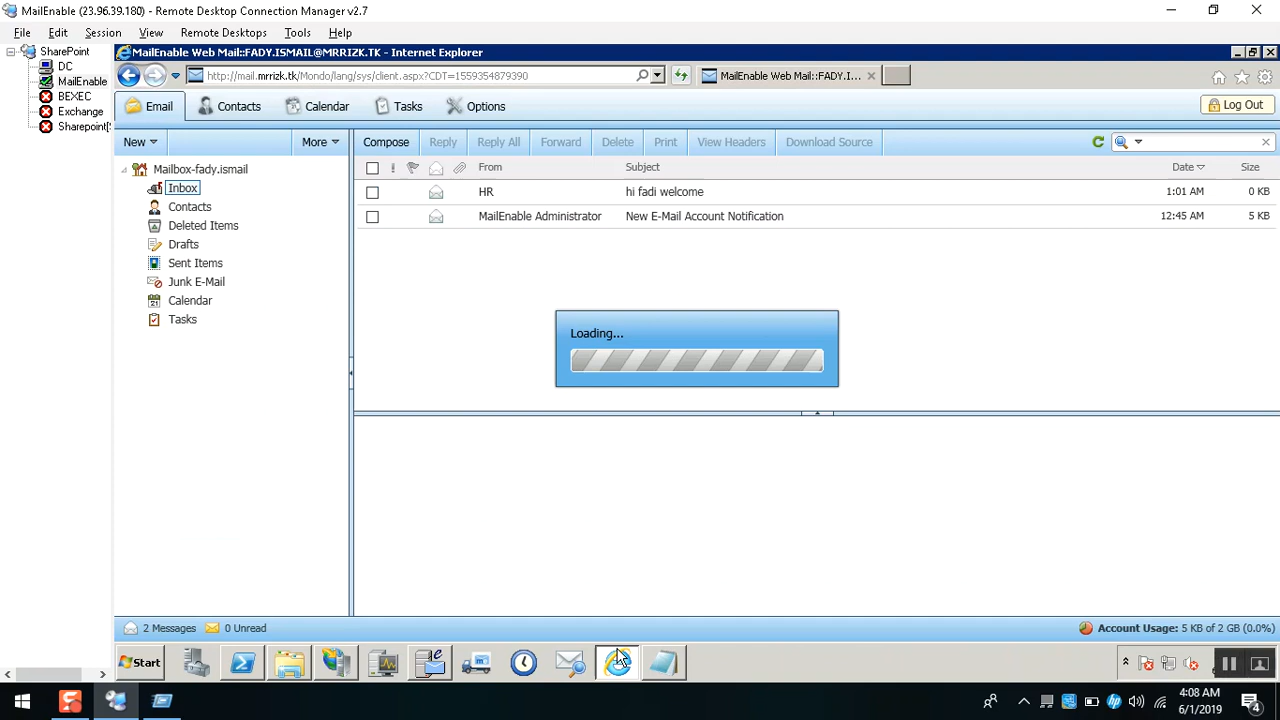 MailEnable (23.96.39.180) - Remote Desktop Connection Manager v2.7
File Edit Session View Remote Desktops Tools Help
SharePoint
DC
MailEnable
BEXEC
Exchange
Sharepoint[S
MailEnable Web Mail::FADY.ISMAIL@MRRIZK.TK - Internet Explorer
http://mail.mrrizk.tk/Mondo/lang/sys/client.aspx?CDT=1559354879390
MailEnable Web Mail::FADY.I...
Email Contacts Calendar Tasks Options Log Out
New More Compose Reply Reply All Forward Delete Print View Headers Download Source
Mailbox-fady.ismail
Inbox
Contacts
Deleted Items
Drafts
Sent Items
Junk E-Mail
Calendar
Tasks
From Subject Date Size
HR hi fadi welcome 1:01 AM 0 KB
MailEnable Administrator New E-Mail Account Notification 12:45 AM 5 KB
Loading...
2 Messages 0 Unread Account Usage: 5 KB of 2 GB (0.0%)
Start
4:08 AM
6/1/2019
4